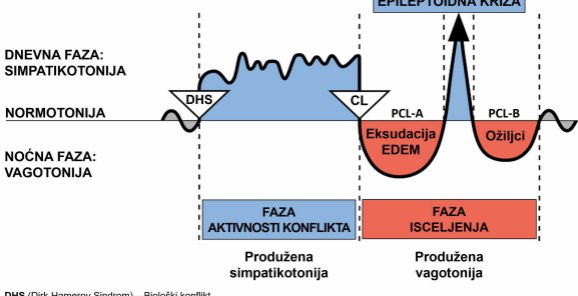 EPILEPTOIDNA KRIZA
DNEVNA FAZA:
SIMPATIKOTONIJA
DHS
CL
NORMOTONIJA
PCL-A
PCL-B
Eksudacija
EDEM
Ožiljci
NOĆNA FAZA:
VAGOTONIJA
FAZA
AKTIVNOSTI KONFLIKTA
FAZA
ISCELJENJA
Produžena
simpatikotonija
Produžena
vagotonija
DHS (Dirk Hamerov Sindrom) – Biološki konflikt